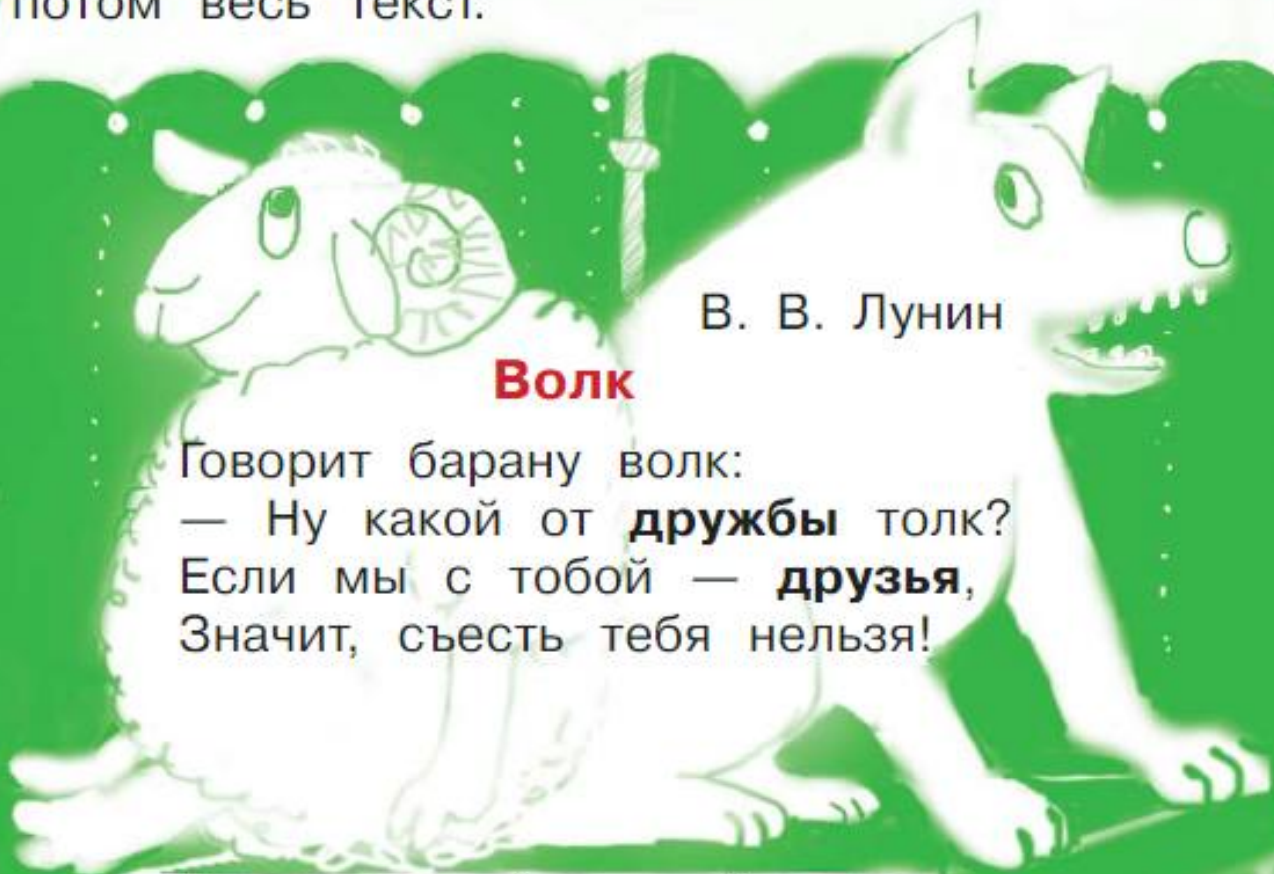 потом весь текст.
В. В. Лунин
Волк
Говорит барану волк:
— Ну какой от дружбы толк?
Если мы с тобой — друзья,
Значит, съесть тебя нельзя!